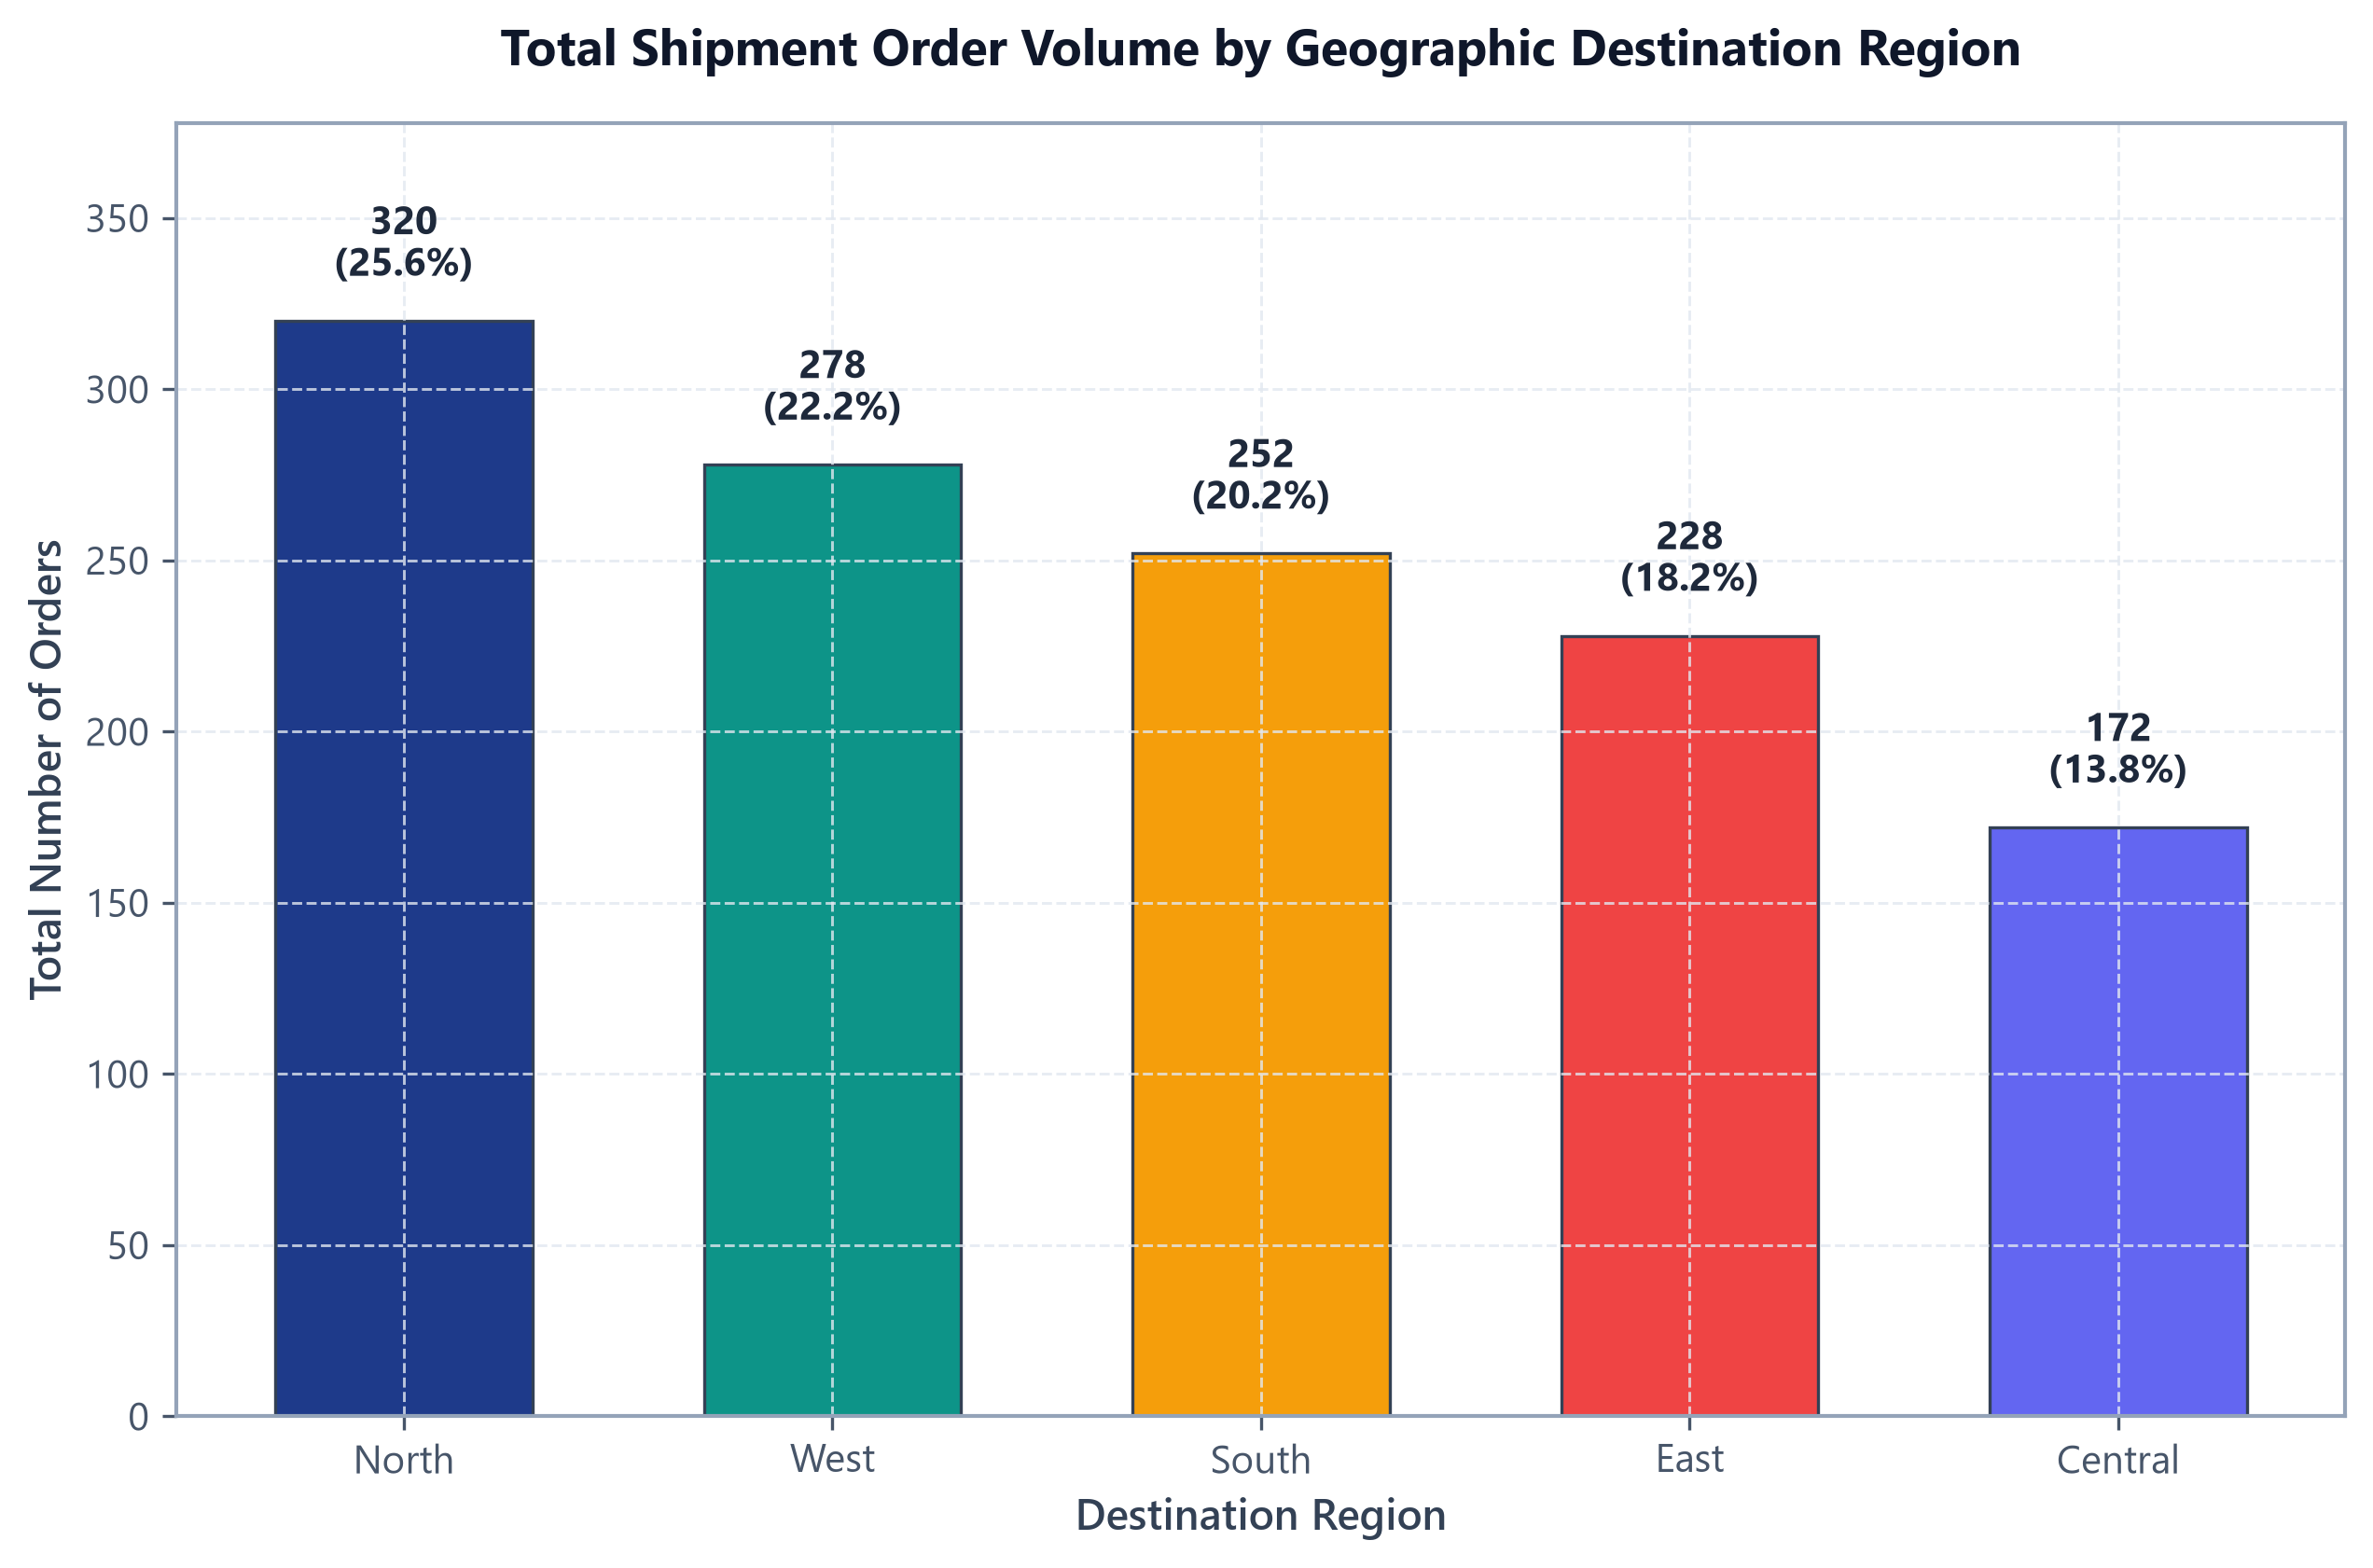 Total Shipment Order Volume by Geographic Destination Region
Total Number of Orders
350
300
250
200
150
100
50
0
320
(25.6%)
278
(22.2%)
252
(20.2%)
228
(18.2%)
172
(13.8%)
North
West
South
East
Central
Destination Region